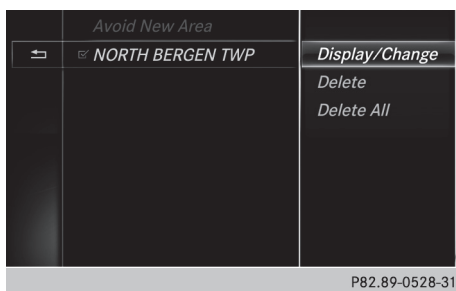 Avoid New Area
NORTH BERGEN TWP
Display/Change
Delete
Delete All
P82.89-0528-31